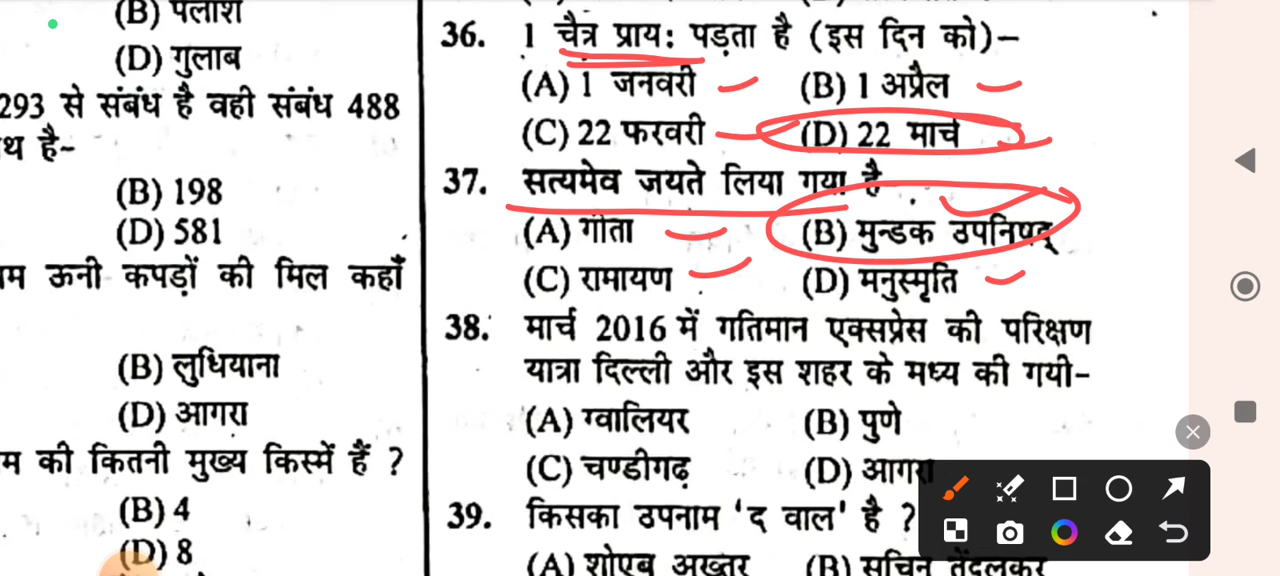 (B) पलाश
(D) गुलाब
293 से संबंध है वही संबंध 488
थ है-
(B) 198
(D) 581
म ऊनी कपड़ों की मिल कहाँ
(B) लुधियाना
(D) आगरा
म की कितनी मुख्य किस्में हैं ?
(B) 4
(D) 8
36. 1 चैत्र प्रायः पड़ता है (इस दिन को)–
(A) 1 जनवरी (B) 1 अप्रैल
(C) 22 फरवरी (D) 22 मार्च
37. सत्यमेव जयते लिया गया है
(A) गीता (B) मुन्डक उपनिषद्
(C) रामायण (D) मनुस्मृति
38. मार्च 2016 में गतिमान एक्सप्रेस की परिक्षण
यात्रा दिल्ली और इस शहर के मध्य की गयी–
(A) ग्वालियर (B) पुणे
(C) चण्डीगढ़ (D) आगरा
39. किसका उपनाम 'द वाल' है ?
(A) शोएब अख्तर (B) सचिन तेंदुलकर